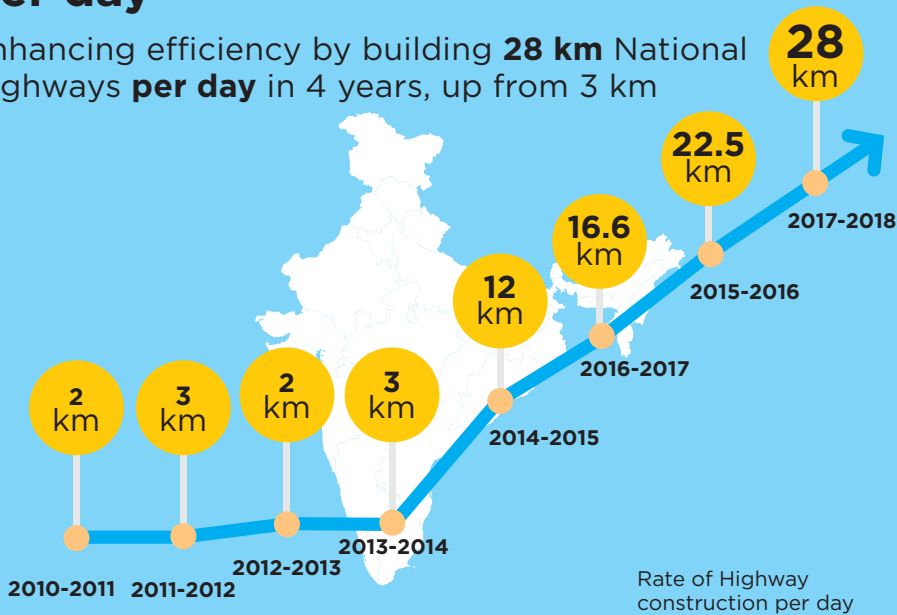 er day
nhancing efficiency by building 28 km National
ghways per day in 4 years, up from 3 km
28
km
22.5
km
2017-2018
16.6
km
12
km
2015-2016
2016-2017
2
km
3
km
2
km
3
km
2014-2015
2013-2014
2012-2013
2010-2011 2011-2012
Rate of Highway
construction per day